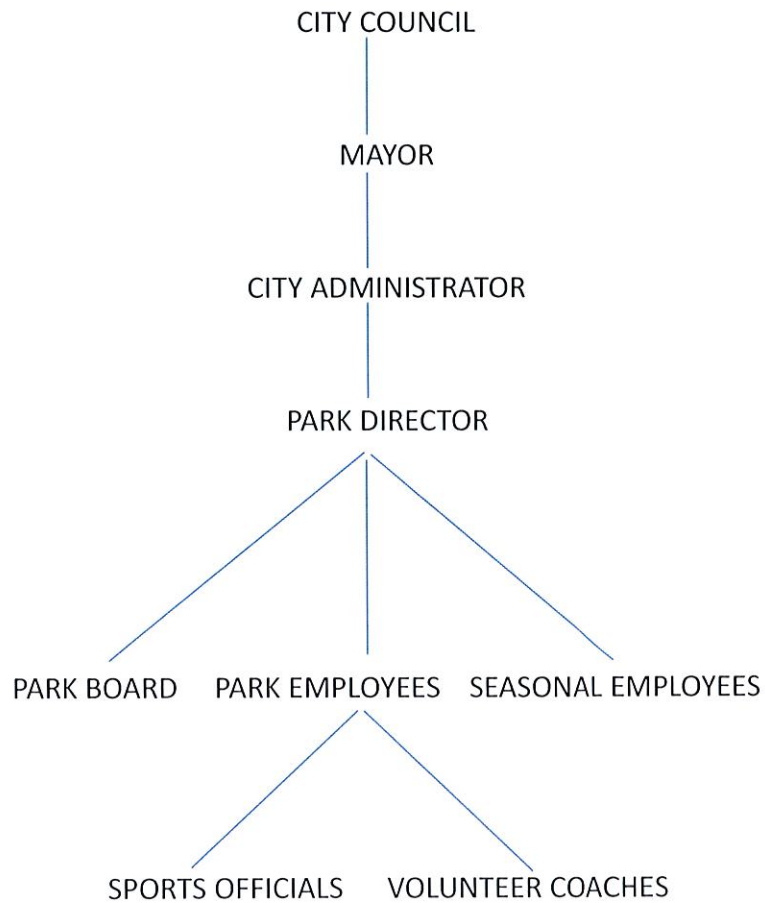 CITY COUNCIL
MAYOR
CITY ADMINISTRATOR
PARK DIRECTOR
PARK BOARD PARK EMPLOYEES SEASONAL EMPLOYEES
SPORTS OFFICIALS VOLUNTEER COACHES